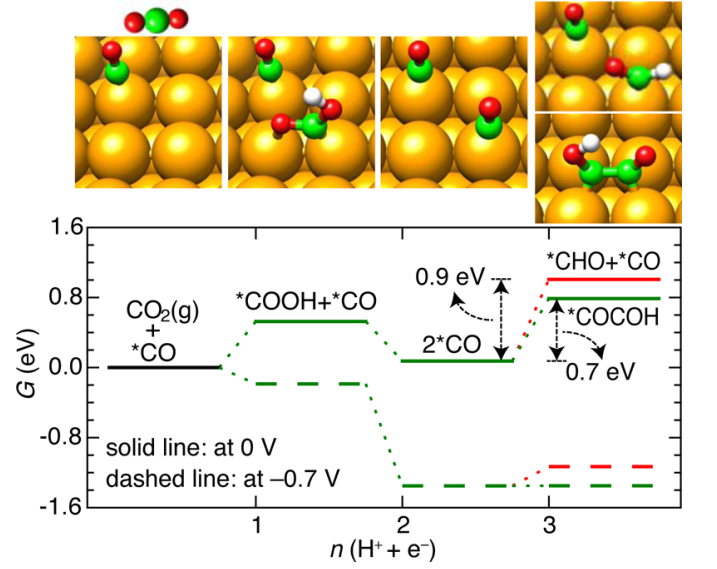 1.6
0.8
0.0
-0.8
-1.6
G (eV)
CO₂(g)
+
*CO
*COOH+*CO
2*CO
0.9 eV
*CHO+*CO
*COCOH
0.7 eV
solid line: at 0 V
dashed line: at –0.7 V
1
2
3
n (H⁺ + e⁻)